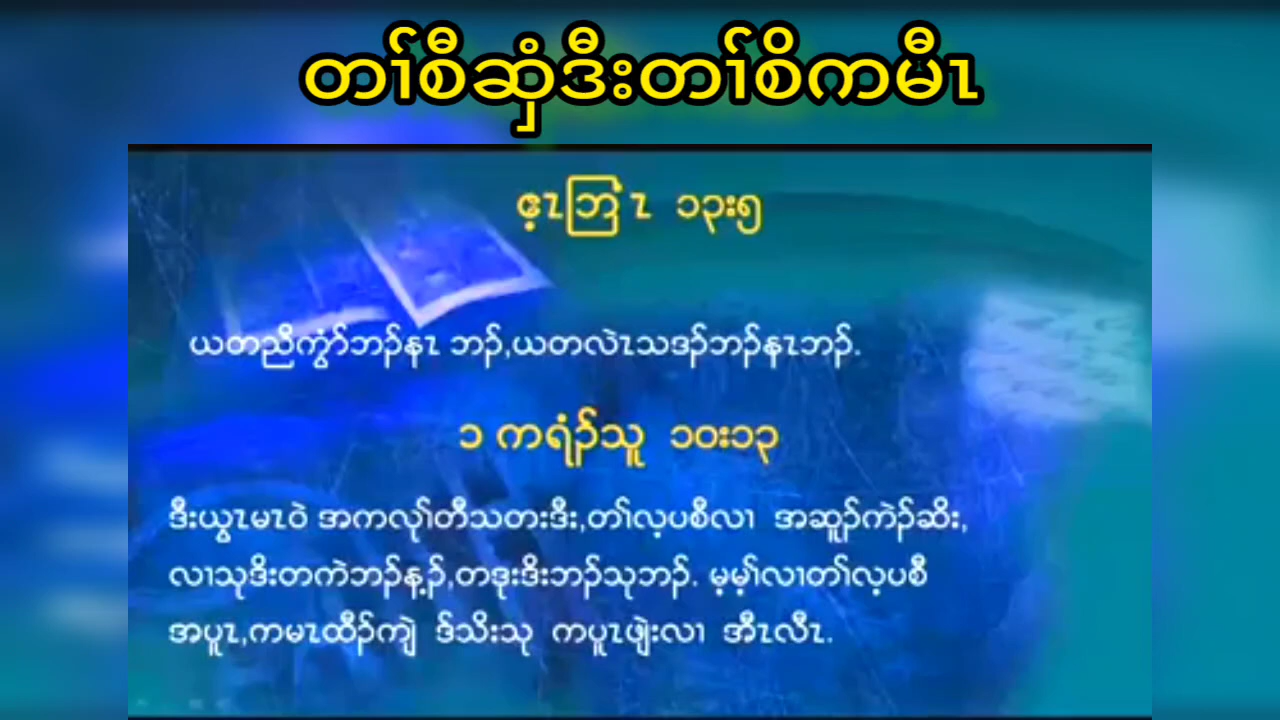 တၢ်စီဆှံဒီးတၢ်စိကမီၤ
ဧ့ၤဘြံၤ ၁၃း၅
ယတညိကွံာ်ဘၣ်နၤ ဘၣ်,ယတလဲၤသဒၣ်ဘၣ်နၤဘၣ်.
၁ ကရံၣ်သူ ၁၀း၁၃
ဒီးယွၤမၤဝဲ အကလုၢ်တီသတးဒီး,တၢ်လ့ပစီလၢ အဆူၣ်ကဲၣ်ဆိး,
လၢသုဒိးတကဲဘၣ်န့ၣ်,တဒုးဒိးဘၣ်သုဘၣ်. မ့မ့ၢ်လၢတၢ်လ့ပစီ
အပူၤ,ကမၤထီၣ်ကျဲ ဒ်သိးသု ကပူၤဖျဲးလၢ အီၤလီၤ.